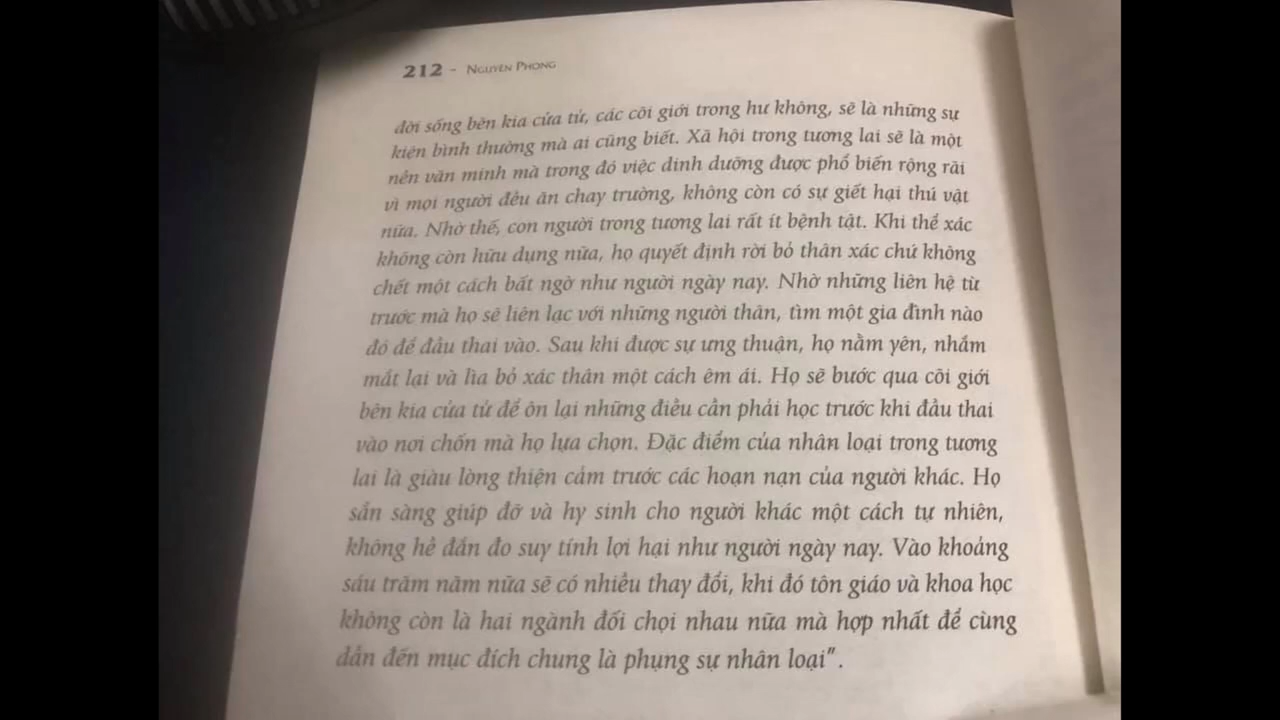 212 - NGUYÊN PHONG
đời sống bên kia cửa tử, các cõi giới trong hư không, sẽ là những sự
kiện bình thường mà ai cũng biết. Xã hội trong tương lai sẽ là một
nền văn minh mà trong đó việc dinh dưỡng được phổ biến rộng rãi
vì mọi người đều ăn chay trường, không còn có sự giết hại thú vật
nữa. Nhờ thế, con người trong tương lai rất ít bệnh tật. Khi thể xác
không còn hữu dụng nữa, họ quyết định rời bỏ thân xác chứ không
chết một cách bất ngờ như người ngày nay. Nhờ những liên hệ từ
trước mà họ sẽ liên lạc với những người thân, tìm một gia đình nào
đó để đầu thai vào. Sau khi được sự ưng thuận, họ nằm yên, nhắm
mắt lại và lìa bỏ xác thân một cách êm ái. Họ sẽ bước qua cõi giới
bên kia cửa tử để ôn lại những điều cần phải học trước khi đầu thai
vào nơi chốn mà họ lựa chọn. Đặc điểm của nhân loại trong tương
lai là giàu lòng thiện cảm trước các hoạn nạn của người khác. Họ
sẵn sàng giúp đỡ và hy sinh cho người khác một cách tự nhiên,
không hề đắn đo suy tính lợi hại như người ngày nay. Vào khoảng
sáu trăm năm nữa sẽ có nhiều thay đổi, khi đó tôn giáo và khoa học
không còn là hai ngành đối chọi nhau nữa mà hợp nhất để cùng
dẫn đến mục đích chung là phụng sự nhân loại".